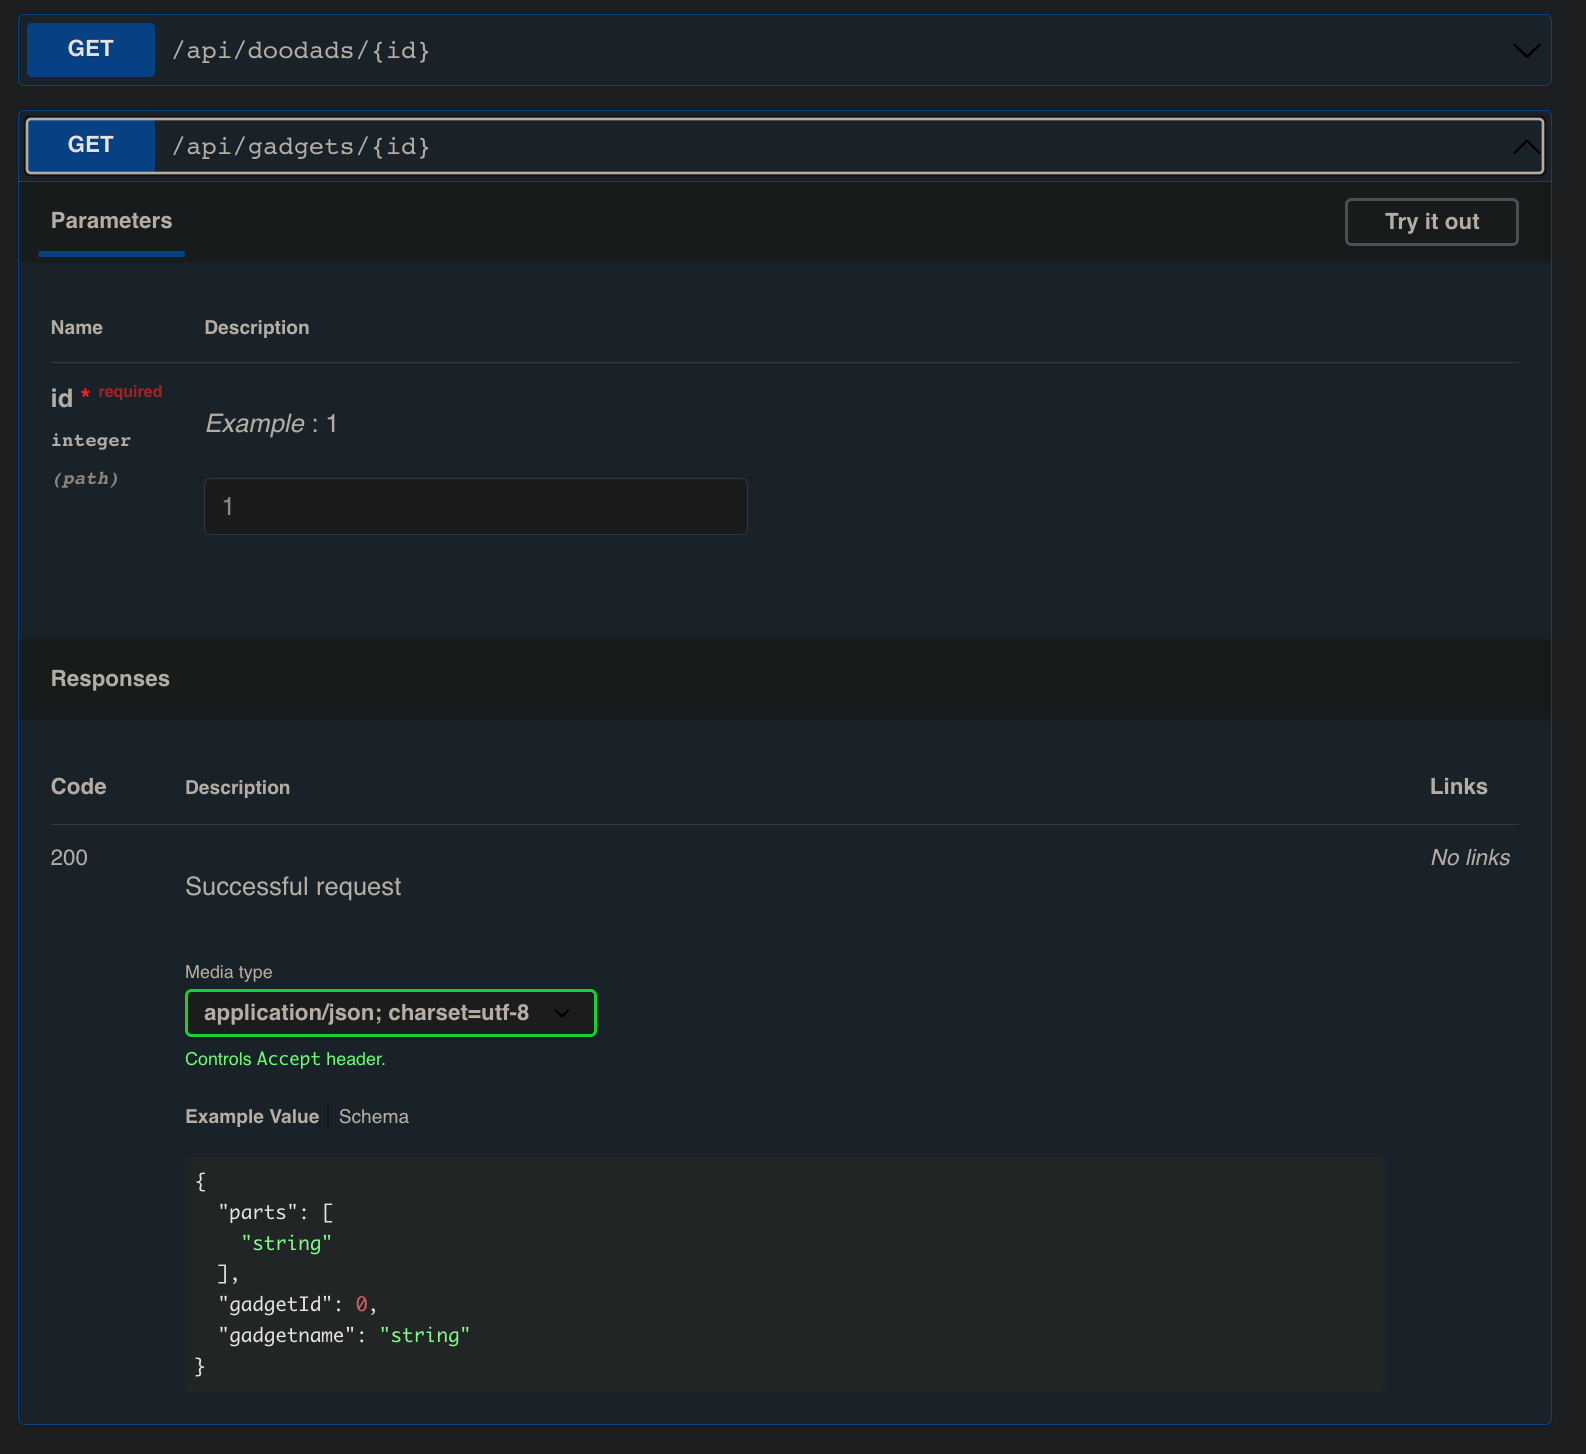 GET /api/doodads/{id}
GET /api/gadgets/{id}
Parameters
Try it out
Name Description
id * required
integer
(path)
Example : 1
1
Responses
Code Description Links
200
Successful request
No links
Media type
application/json; charset=utf-8
Controls Accept header.
Example Value Schema
{
  "parts": [
    "string"
  ],
  "gadgetId": 0,
  "gadgetname": "string"
}